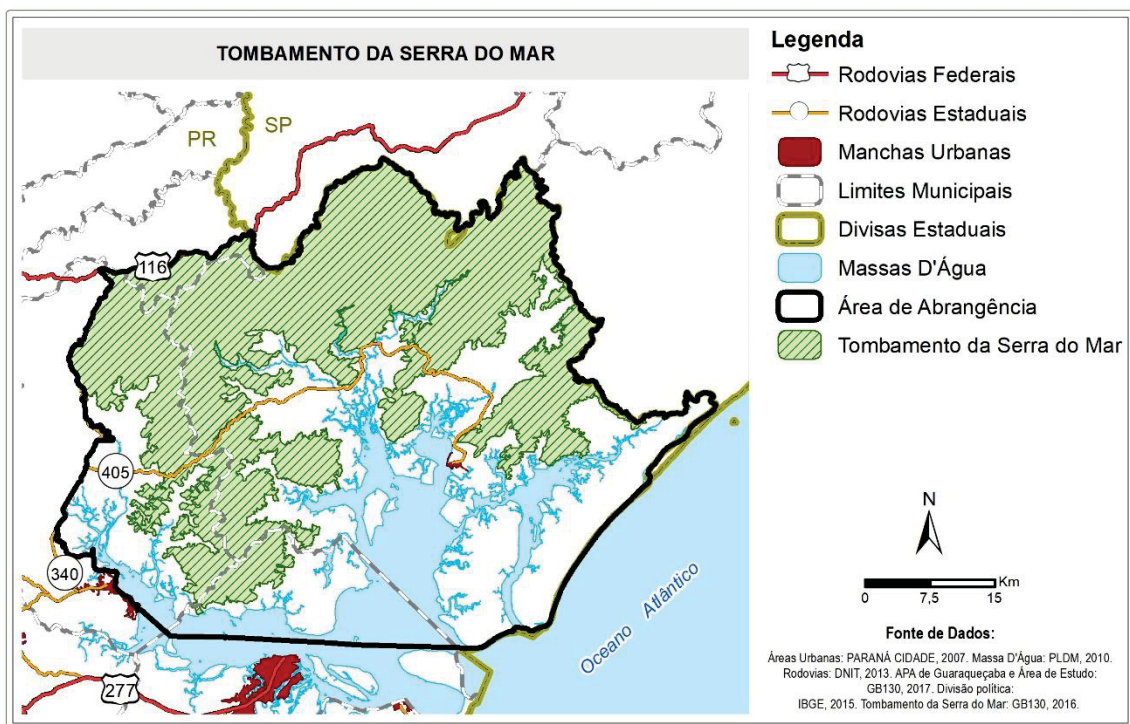 TOMBAMENTO DA SERRA DO MAR
PR
SP
116
405
340
277
Oceano Atlântico
Legenda
Rodovias Federais
Rodovias Estaduais
Manchas Urbanas
Limites Municipais
Divisas Estaduais
Massas D'Água
Área de Abrangência
Tombamento da Serra do Mar
N
Km
0 7,5 15
Fonte de Dados:
Áreas Urbanas: PARANÁ CIDADE, 2007. Massa D'Água: PLDM, 2010.
Rodovias: DNIT, 2013. APA de Guaraqueçaba e Área de Estudo:
GB130, 2017. Divisão política:
IBGE, 2015. Tombamento da Serra do Mar: GB130, 2016.